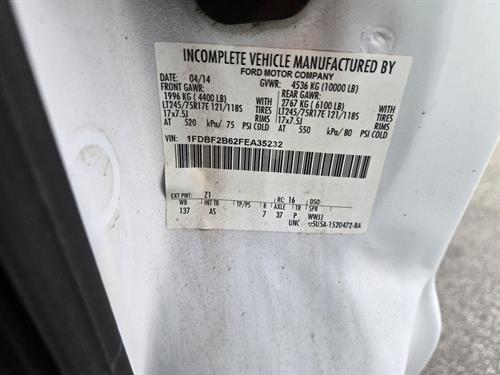 INCOMPLETE VEHICLE MANUFACTURED BY
FORD MOTOR COMPANY
DATE: 04/14 GVWR: 4536 KG (10000 LB)
FRONT GAWR: REAR GAWR:
1996 KG ( 4400 LB) WITH 2767 KG ( 6100 LB) WITH
LT245/75R17E 121/118S TIRES LT245/75R17E 121/118S TIRES
17x7.5J RIMS 17x7.5J RIMS
AT 520 kPa/ 75 PSI COLD AT 550 kPa/ 80 PSI COLD
VIN: 1FDBF2B62FEA35232
EXT PNT: Z1 RC: 16 DSO
WB INT TR TP/PS R AXLE TR SPR
137 AS 7 37 P WWJJ
UNC